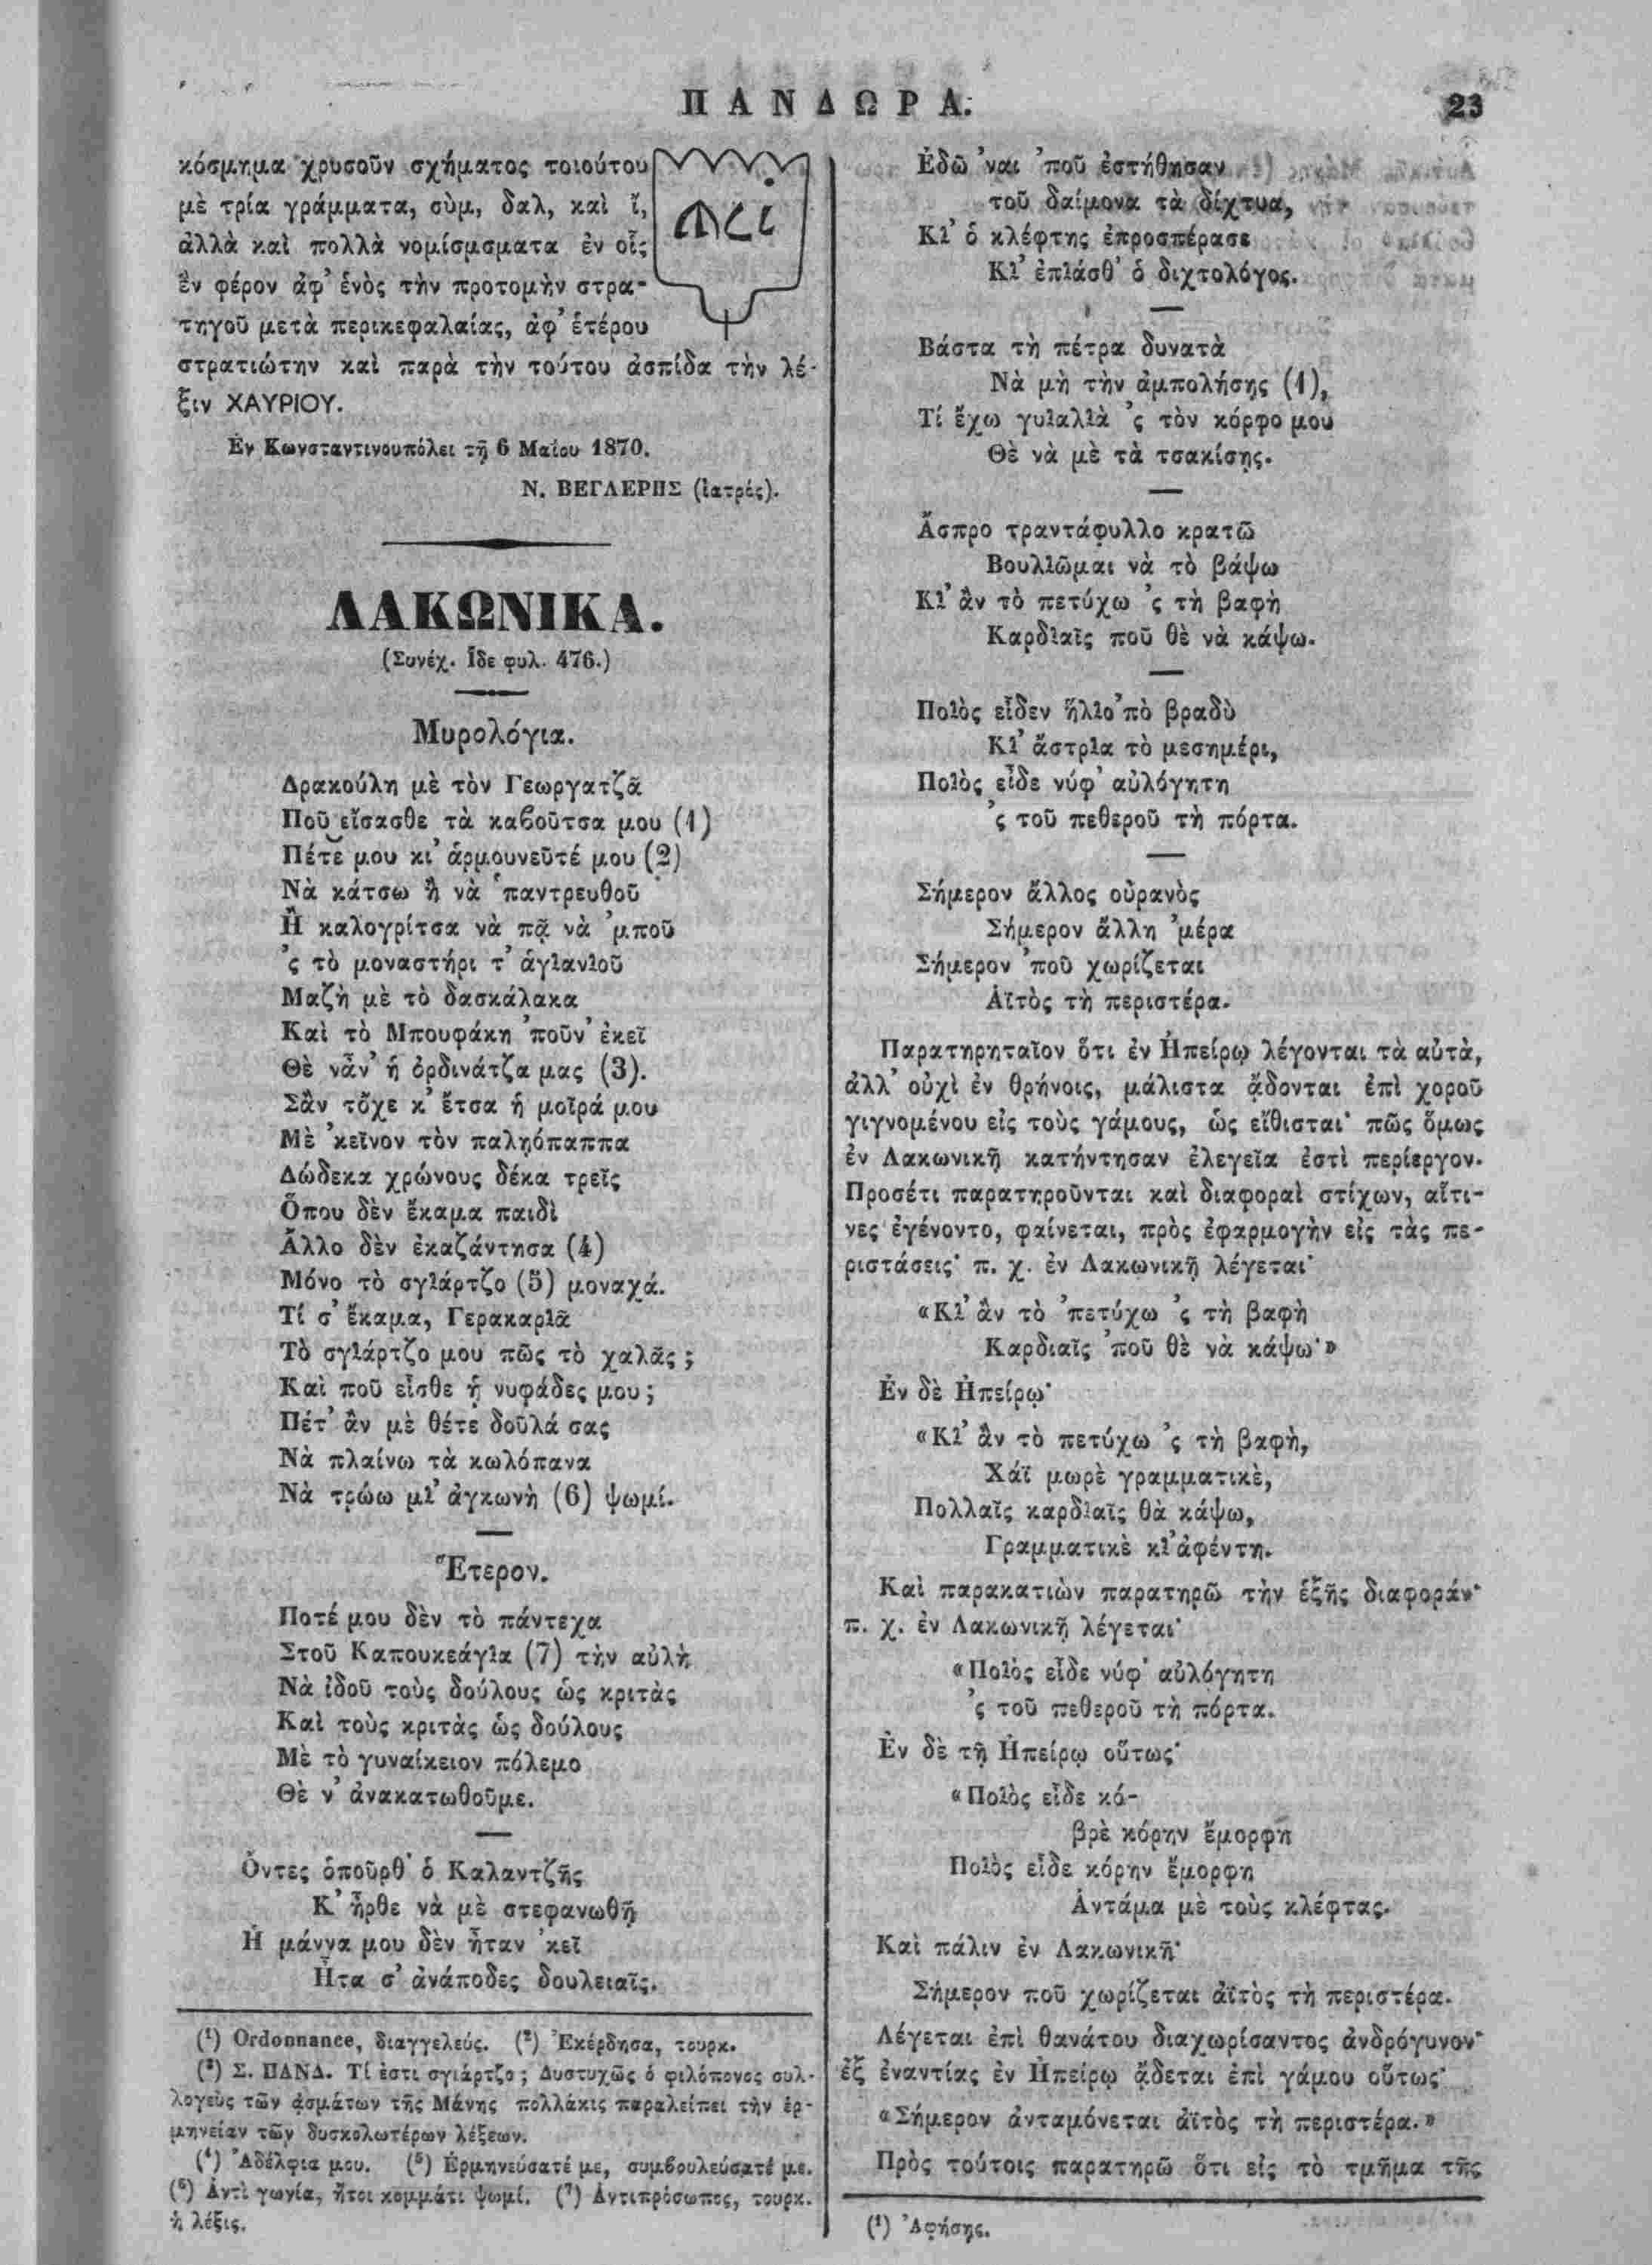 ΠΑΝΔΩΡΑ.
23
κόσμημα χρυσοῦν σχήματος τοιούτου
μὲ τρία γράμματα, σὺμ, δαλ, καὶ ἴ,
ἀλλὰ καὶ πολλὰ νομίσμσματα ἐν οἷς
ἓν φέρον ἀφ' ἑνὸς τὴν προτομὴν στρα-
τηγοῦ μετὰ περικεφαλαίας, ἀφ' ἑτέρου
στρατιώτην καὶ παρὰ τὴν τούτου ἀσπίδα τὴν λέ-
ξιν ΧΑΥΡΙΟΥ.
Ἐν Κωνσταντινουπόλει τῇ 6 Μαΐου 1870.
Ν. ΒΕΓΛΕΡΗΣ (ἰατρός).
ΛΑΚΩΝΙΚΑ.
(Συνέχ. Ἴδε φυλ. 476.)
Μυρολόγια.
Δρακούλη μὲ τὸν Γεωργατζᾶ
Ποῦ εἴσασθε τὰ καβοῦτσα μου (1)
Πέτε μου κι' ἁρμουνεῦτέ μου (2)
Νὰ κάτσω ἢ νὰ 'παντρευθοῦ
Ἢ καλογρίτσα νὰ πᾷ νὰ 'μποῦ
'ς τὸ μοναστήρι τ' ἁγιανιοῦ
Μαζὴ μὲ τὸ δασκάλακα
Καὶ τὸ Μπουφάκη 'ποῦν' ἐκεῖ
Θὲ νἆν' ἡ ὀρδινάτζα μας (3).
Σἂν τὄχε κ' ἔτσα ἡ μοῖρά μου
Μὲ 'κεῖνον τὸν παληόπαππα
Δώδεκα χρώνους δέκα τρεῖς
Ὅπου δὲν ἔκαμα παιδὶ
Ἄλλο δὲν ἐκαζάντησα (4)
Μόνο τὸ σγιάρτζο (5) μοναχά.
Τί σ' ἔκαμα, Γερακαριᾶ
Τὸ σγιάρτζο μου πῶς τὸ χαλᾷς ;
Καὶ ποῦ εἶσθε ἡ νυφάδες μου ;
Πέτ' ἂν μὲ θέτε δοῦλά σας
Νὰ πλαίνω τὰ κωλόπανα
Νὰ τρώω μι' ἀγκωνὴ (6) ψωμί.
Ἕτερον.
Ποτέ μου δὲν τὸ πάντεχα
Στοῦ Καπουκεάγια (7) τὴν αὐλὴ
Νὰ ἰδοῦ τοὺς δούλους ὡς κριτὰς
Καὶ τοὺς κριτὰς ὡς δούλους
Μὲ τὸ γυναίκειον πόλεμο
Θὲ ν' ἀνακατωθοῦμε.
Ὄντες ὁποῦρθ' ὁ Καλαντζῆς
Κ' ἦρθε νὰ μὲ στεφανωθῇ
Ἡ μάννα μου δὲν ἦταν 'κεῖ
Ἦτα σ' ἀνάποδες δουλειαῖς.
(¹) Ordonnance, διαγγελεύς. (²) Ἐκέρδησα, τουρκ.
(³) Σ. ΠΑΝΔ. Τί ἐστι σγιάρτζο ; Δυστυχῶς ὁ φιλόπονος συλ-
λογεὺς τῶν ᾀσμάτων τῆς Μάνης πολλάκις παραλείπει τὴν ἑρ-
μηνείαν τῶν δυσκολωτέρων λέξεων.
(⁴) Ἀδέλφια μου. (⁵) Ἑρμηνεύσατέ με, συμβουλεύσατέ με.
(⁶) Ἀντὶ γωνία, ἤτοι κομμάτι ψωμί. (⁷) Ἀντιπρόσωπος, τουρκ.
ἡ λέξις.
Ἐδῶ 'ναι 'ποῦ ἐστήθησαν
τοῦ δαίμονα τὰ δίχτυα,
Κι' ὁ κλέφτης ἐπροσπέρασε
Κι' ἐπιάσθ' ὁ διχτολόγος.
Βάστα τὴ πέτρα δυνατὰ
Νὰ μὴ τὴν ἀμπολήσῃς (1),
Τί ἔχω γυιαλιὰ 'ς τὸν κόρφο μου
Θὲ νὰ μὲ τὰ τσακίσῃς.
Ἄσπρο τραντάφυλλο κρατῶ
Βουλιῶμαι νὰ τὸ βάψω
Κι' ἂν τὸ πετύχω 'ς τὴ βαφὴ
Καρδιαῖς ποῦ θὲ νὰ κάψω.
Ποιὸς εἶδεν ἥλιο 'πὸ βραδὺ
Κι' ἄστρια τὸ μεσημέρι,
Ποιὸς εἶδε νύφ' αὐλόγητη
'ς τοῦ πεθεροῦ τὴ πόρτα.
Σήμερον ἄλλος οὐρανὸς
Σήμερον ἄλλη 'μέρα
Σήμερον 'ποῦ χωρίζεται
Ἀϊτὸς τὴ περιστέρα.
Παρατηρηταῖον ὅτι ἐν Ἠπείρῳ λέγονται τὰ αὐτὰ,
ἀλλ' οὐχὶ ἐν θρήνοις, μάλιστα ᾄδονται ἐπὶ χοροῦ
γιγνομένου εἰς τοὺς γάμους, ὡς εἴθισται· πῶς ὅμως
ἐν Λακωνικῇ κατήντησαν ἐλεγεῖα ἐστὶ περίεργον.
Προσέτι παρατηροῦνται καὶ διαφοραὶ στίχων, αἵτι-
νες ἐγένοντο, φαίνεται, πρὸς ἐφαρμογὴν εἰς τὰς πε-
ριστάσεις· π. χ. ἐν Λακωνικῇ λέγεται·
«Κι' ἂν τὸ 'πετύχω 'ς τὴ βαφὴ
Καρδιαῖς 'ποῦ θὲ νὰ κάψω·»
Ἐν δὲ Ἠπείρῳ·
«Κι' ἂν τὸ πετύχω 'ς τὴ βαφὴ,
Χάϊ μωρὲ γραμματικὲ,
Πολλαῖς καρδιαῖς θὰ κάψω,
Γραμματικὲ κι' ἀφέντη.
Καὶ παρακατιὼν παρατηρῶ τὴν ἑξῆς διαφοράν·
π. χ. ἐν Λακωνικῇ λέγεται·
«Ποιὸς εἶδε νύφ' αὐλόγητη
'ς τοῦ πεθεροῦ τὴ πόρτα.
Ἐν δὲ τῇ Ἠπείρῳ οὕτως·
«Ποιὸς εἶδε κό-
βρὲ κόρην ἔμορφη
Ποιὸς εἶδε κόρην ἔμορφη
Ἀντάμα μὲ τοὺς κλέφτας.
Καὶ πάλιν ἐν Λακωνικῇ·
Σήμερον ποῦ χωρίζεται ἀϊτὸς τὴ περιστέρα.
Λέγεται ἐπὶ θανάτου διαχωρίσαντος ἀνδρόγυνον·
ἐξ ἐναντίας ἐν Ἠπείρῳ ᾄδεται ἐπὶ γάμου οὕτως·
«Σήμερον ἀνταμόνεται ἀϊτὸς τὴ περιστέρα.»
Πρὸς τούτοις παρατηρῶ ὅτι εἰς τὸ τμῆμα τῆς
(¹) Ἀφήσῃς.